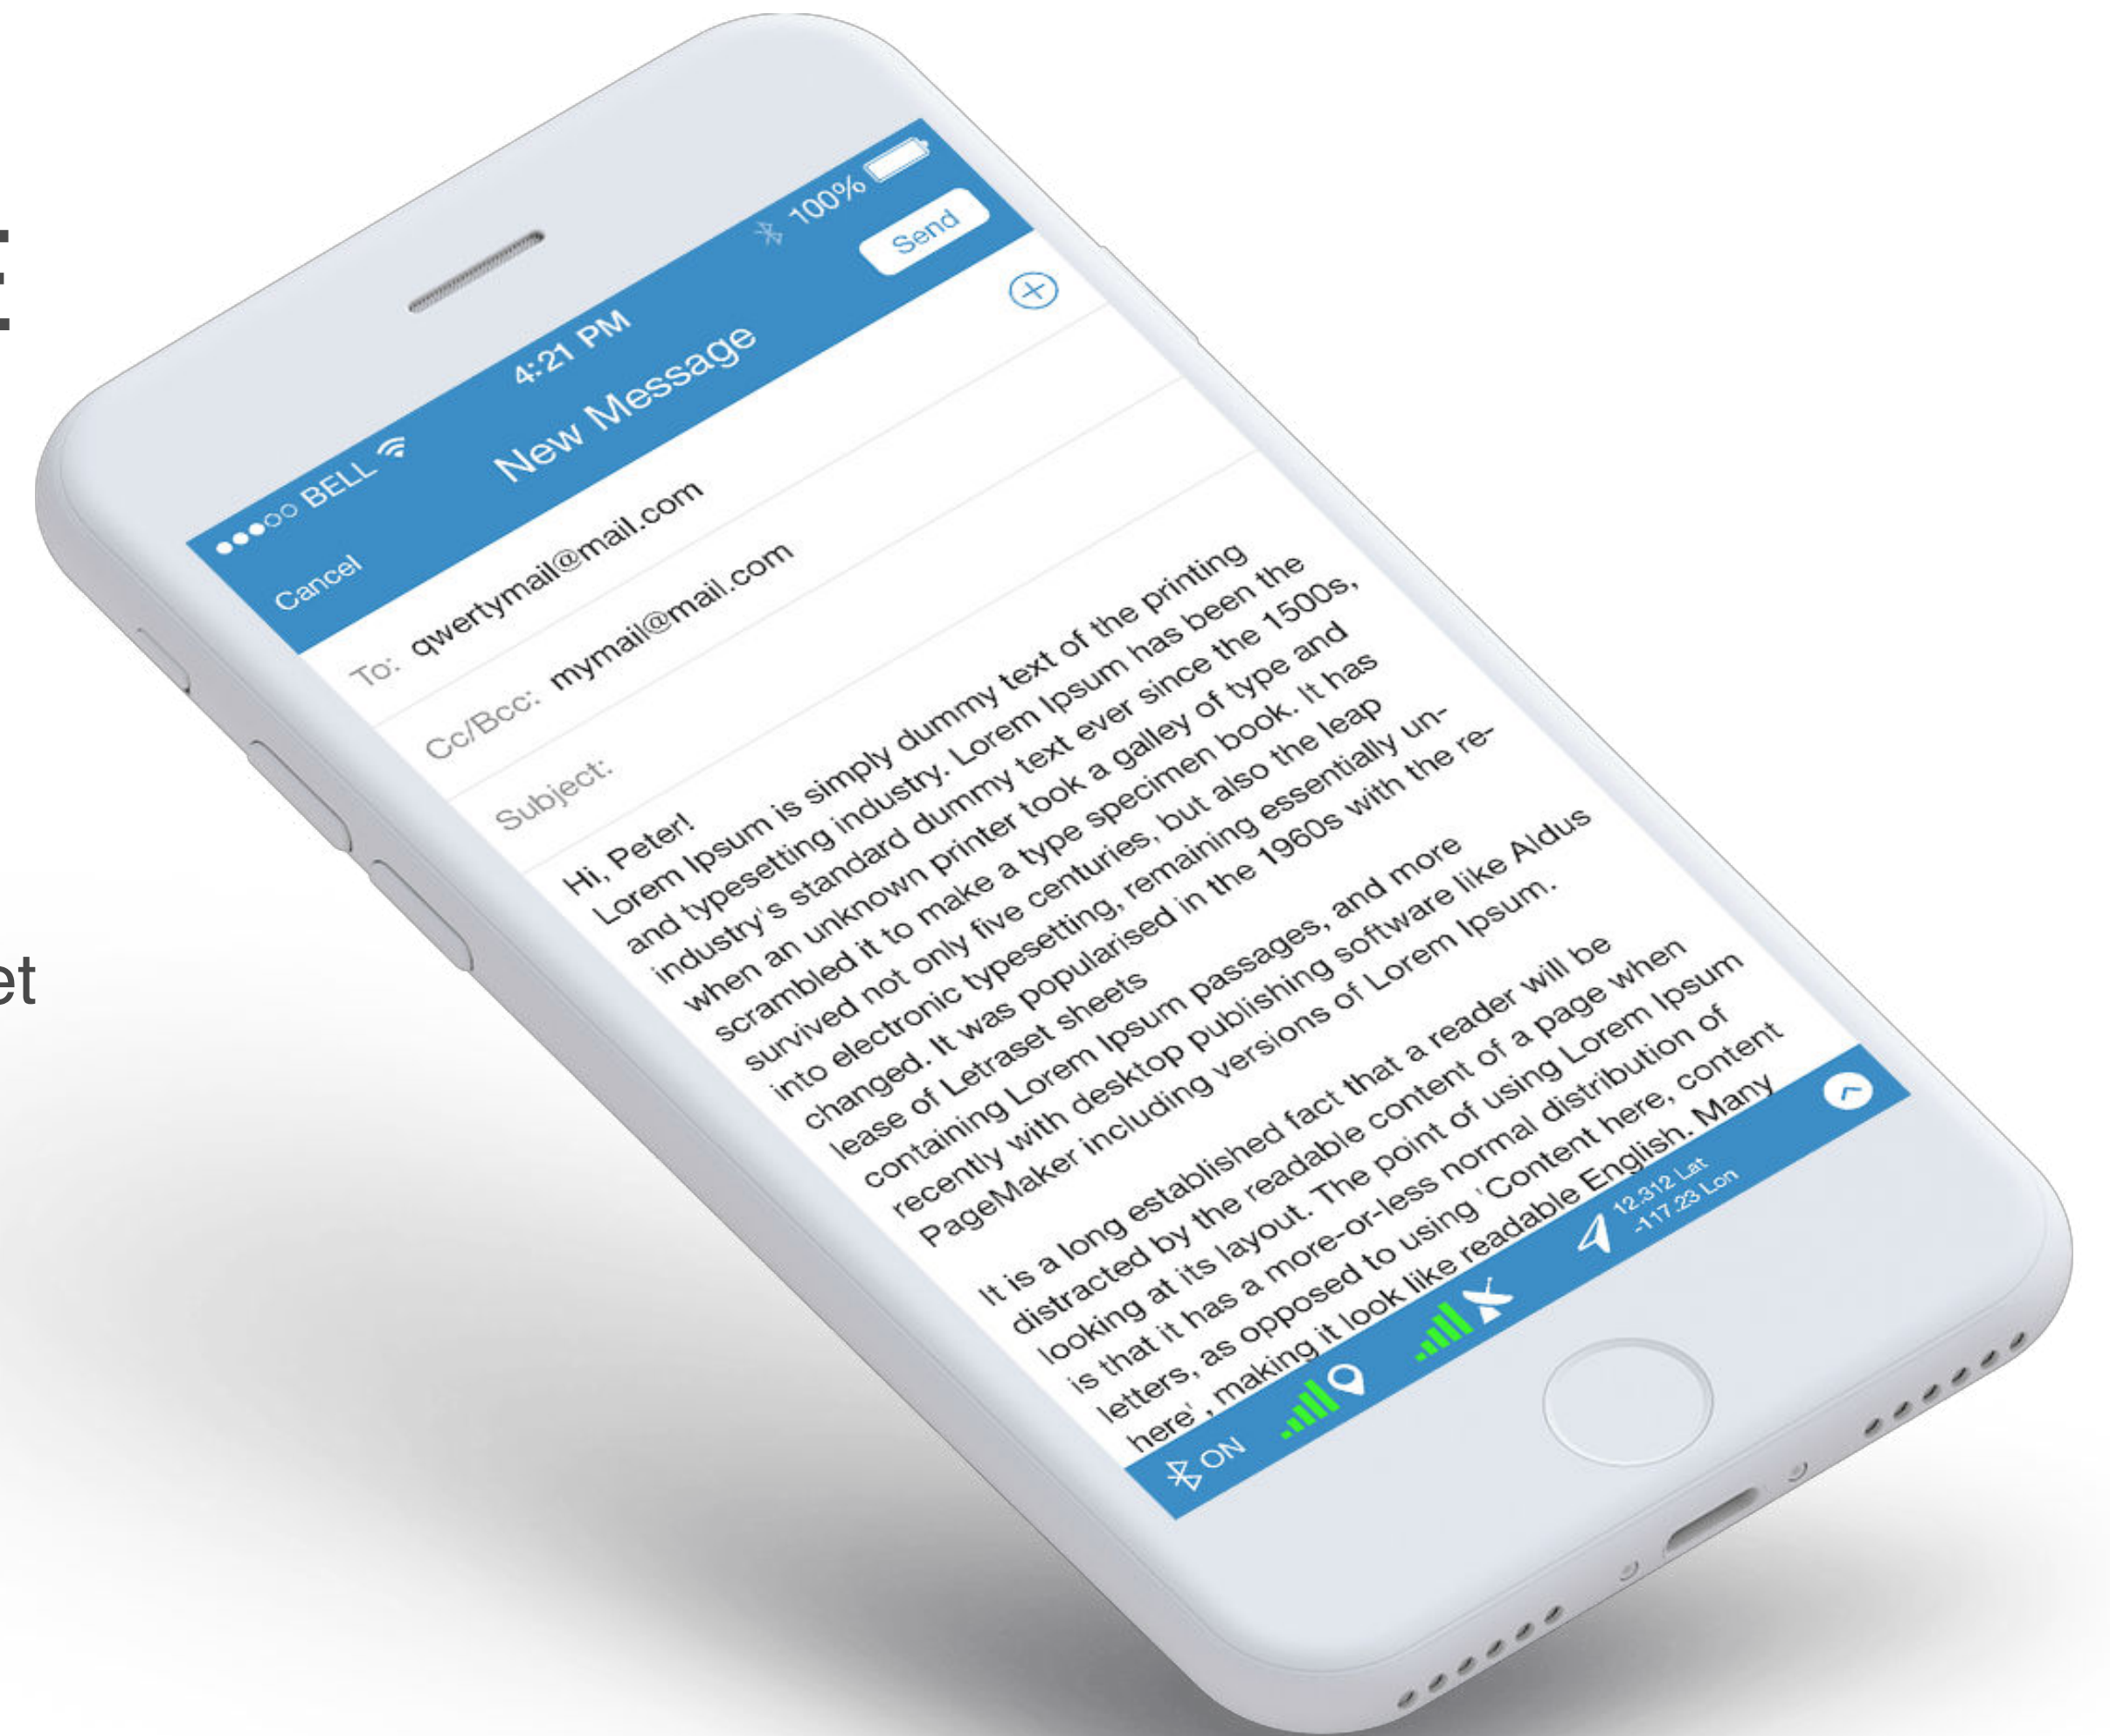 E
et
BELL 4:21 PM 100%
Cancel New Message Send
To: qwertymail@mail.com
Cc/Bcc: mymail@mail.com
Subject:
Hi, Peter!
Lorem Ipsum is simply dummy text of the printing
and typesetting industry. Lorem Ipsum has been the
industry's standard dummy text ever since the 1500s,
when an unknown printer took a galley of type and
scrambled it to make a type specimen book. It has
survived not only five centuries, but also the leap
into electronic typesetting, remaining essentially un-
changed. It was popularised in the 1960s with the re-
lease of Letraset sheets
containing Lorem Ipsum passages, and more
recently with desktop publishing software like Aldus
PageMaker including versions of Lorem Ipsum.
It is a long established fact that a reader will be
distracted by the readable content of a page when
looking at its layout. The point of using Lorem Ipsum
is that it has a more-or-less normal distribution of
letters, as opposed to using 'Content here, content
here', making it look like readable English. Many
ON
12.312 Lat
-117.23 Lon